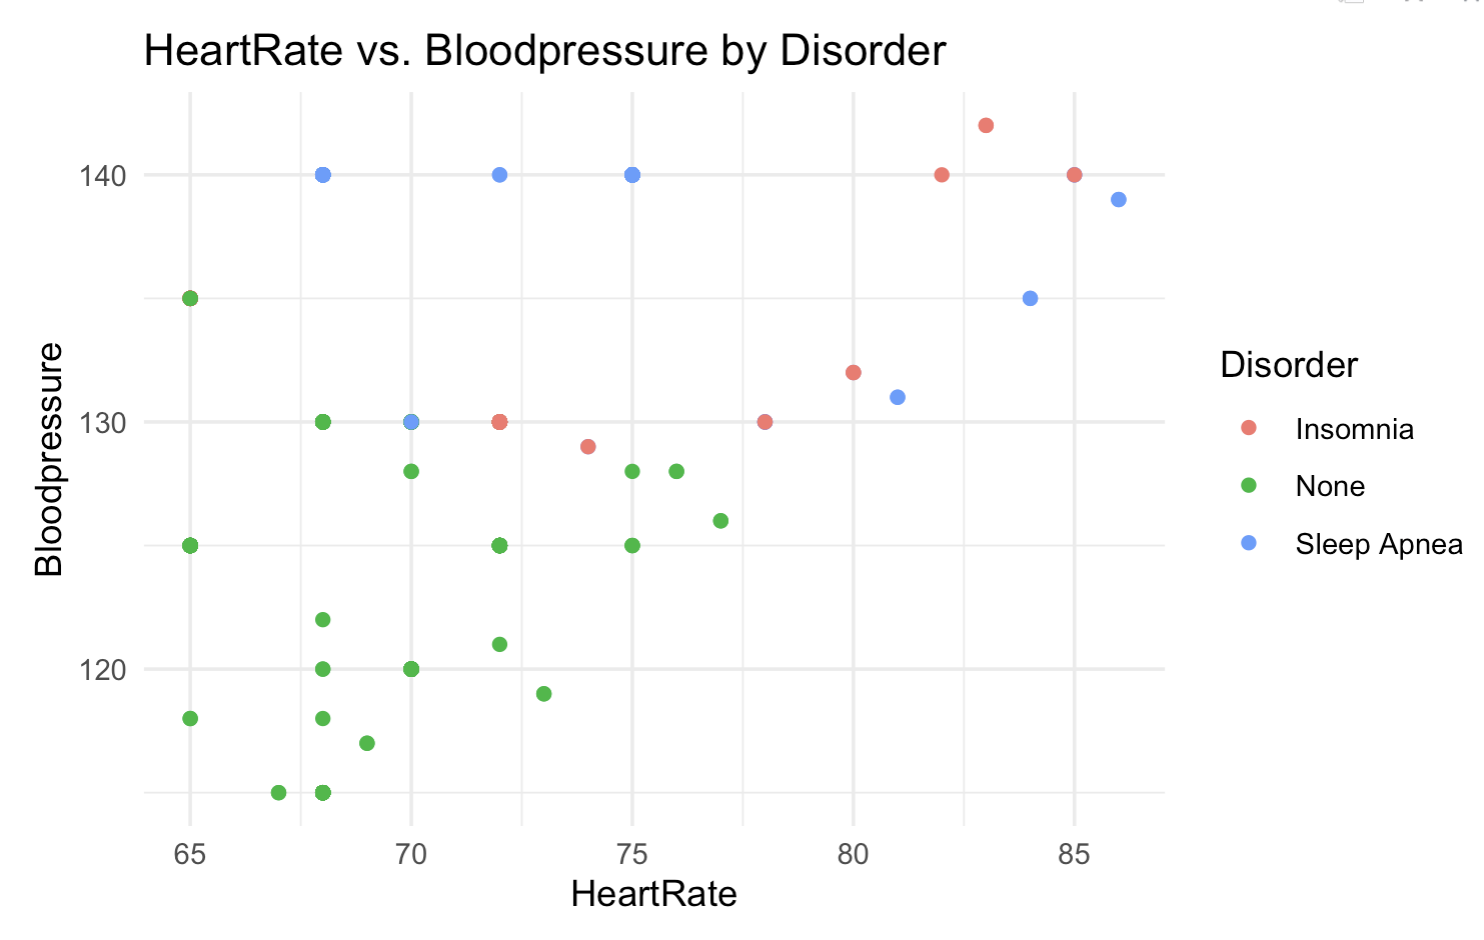 HeartRate vs. Bloodpressure by Disorder
140
130
120
Bloodpressure
65 70 75 80 85
HeartRate
Disorder
Insomnia
None
Sleep Apnea